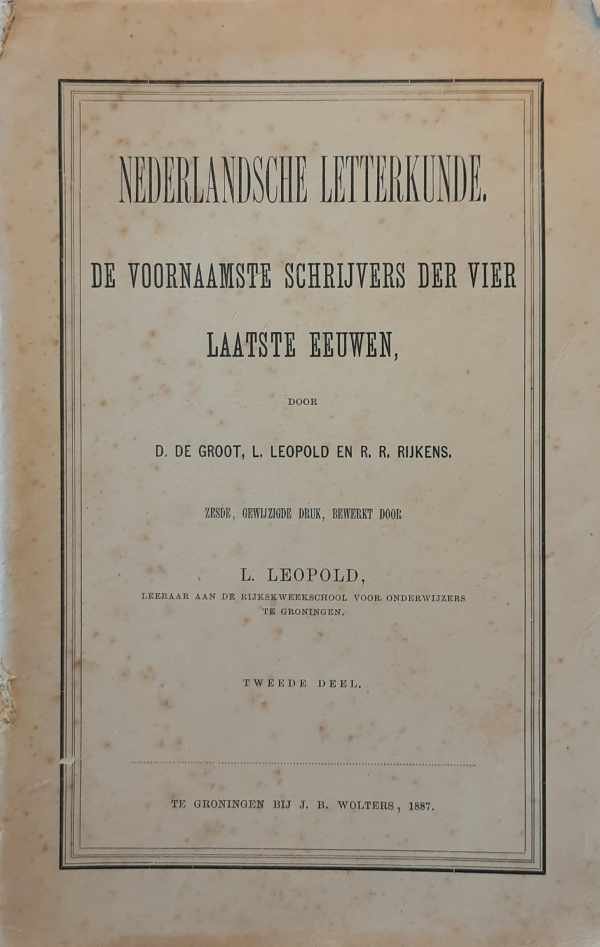 NEDERLANDSCHE LETTERKUNDE.
DE VOORNAAMSTE SCHRIJVERS DER VIER
LAATSTE EEUWEN,
DOOR
D. DE GROOT, L. LEOPOLD EN R. R. RIJKENS.
ZESDE, GEWIJZIGDE DRUK, BEWERKT DOOR
L. LEOPOLD,
LEERAAR AAN DE RIJKSKWEEKSCHOOL VOOR ONDERWIJZERS
TE GRONINGEN.
TWEEDE DEEL.
TE GRONINGEN BIJ J. B. WOLTERS, 1887.